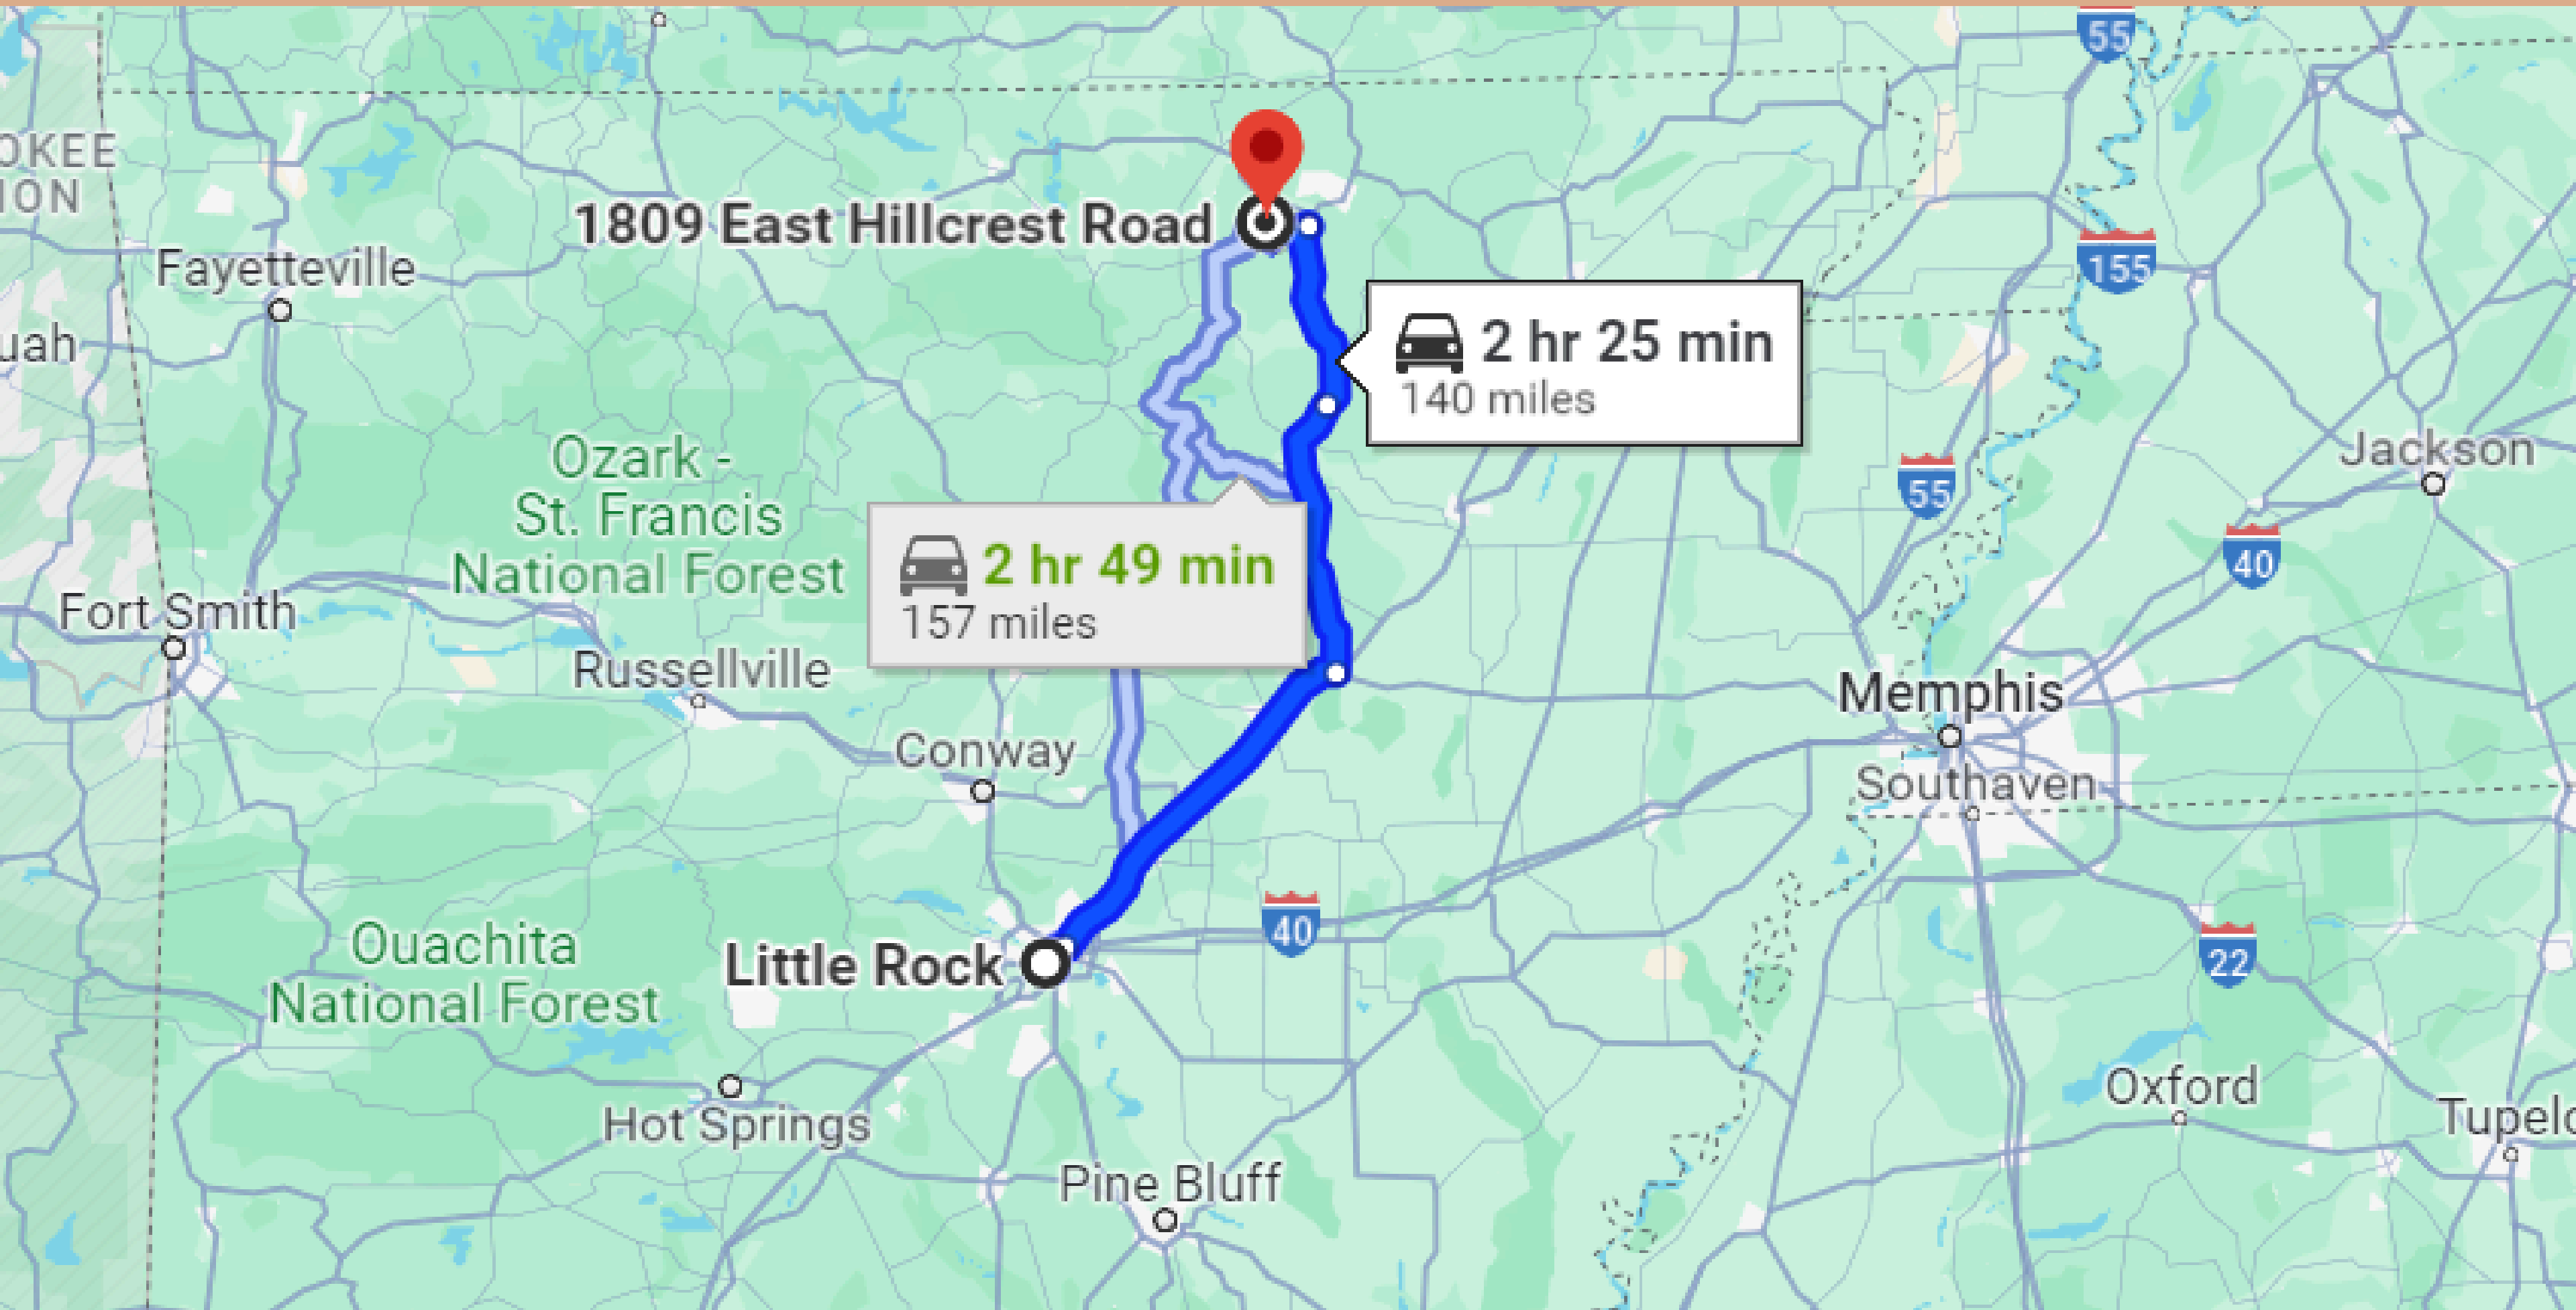 55
OKEE
ION
1809 East Hillcrest Road
Fayetteville
155
uah
2 hr 25 min
140 miles
Ozark -
St. Francis
National Forest
Jackson
55
40
2 hr 49 min
157 miles
Fort Smith
Russellville
Memphis
Conway
Southaven
40
Ouachita
National Forest
Little Rock
22
Hot Springs
Oxford
Tupelo
Pine Bluff